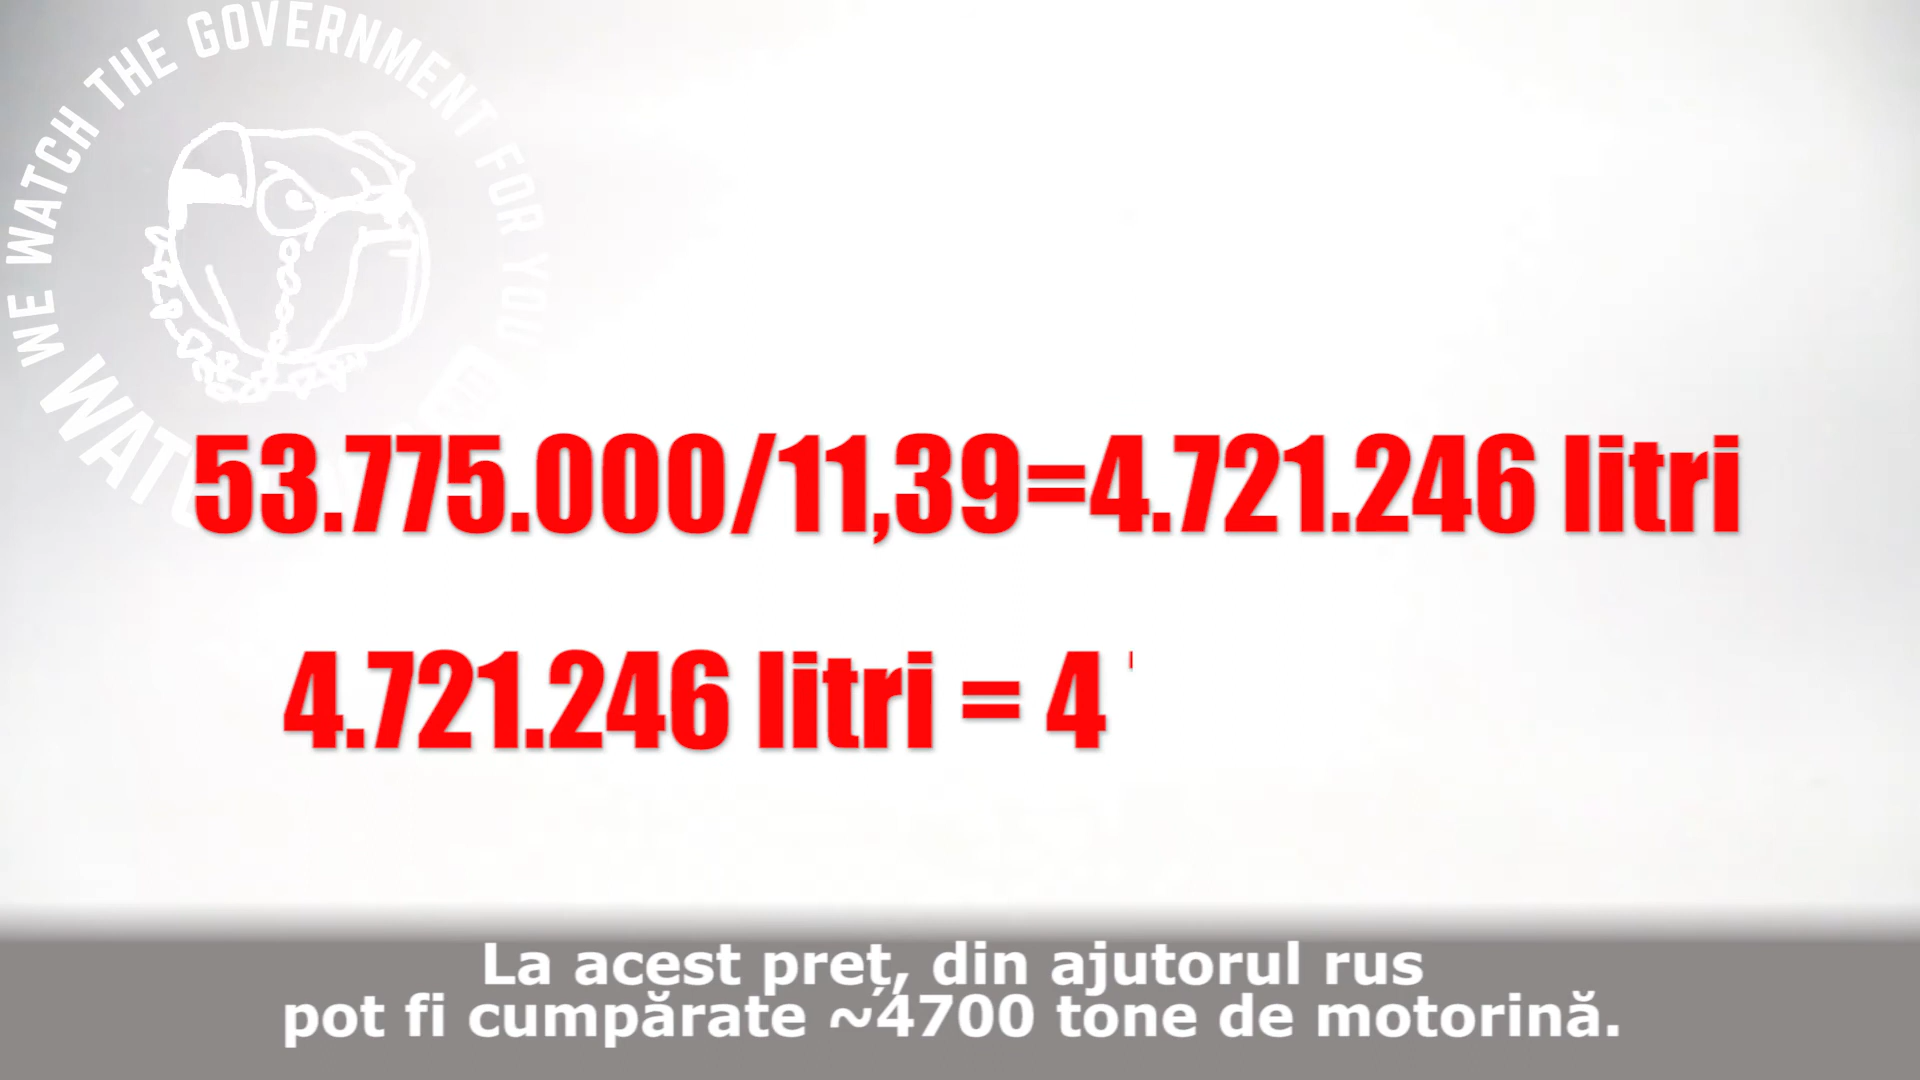 WE WATCH THE GOVERNMENT FOR YOU
53.775.000/11,39=4.721.246 litri
4.721.246 litri = 4
La acest preț, din ajutorul rus
pot fi cumpărate ~4700 tone de motorină.